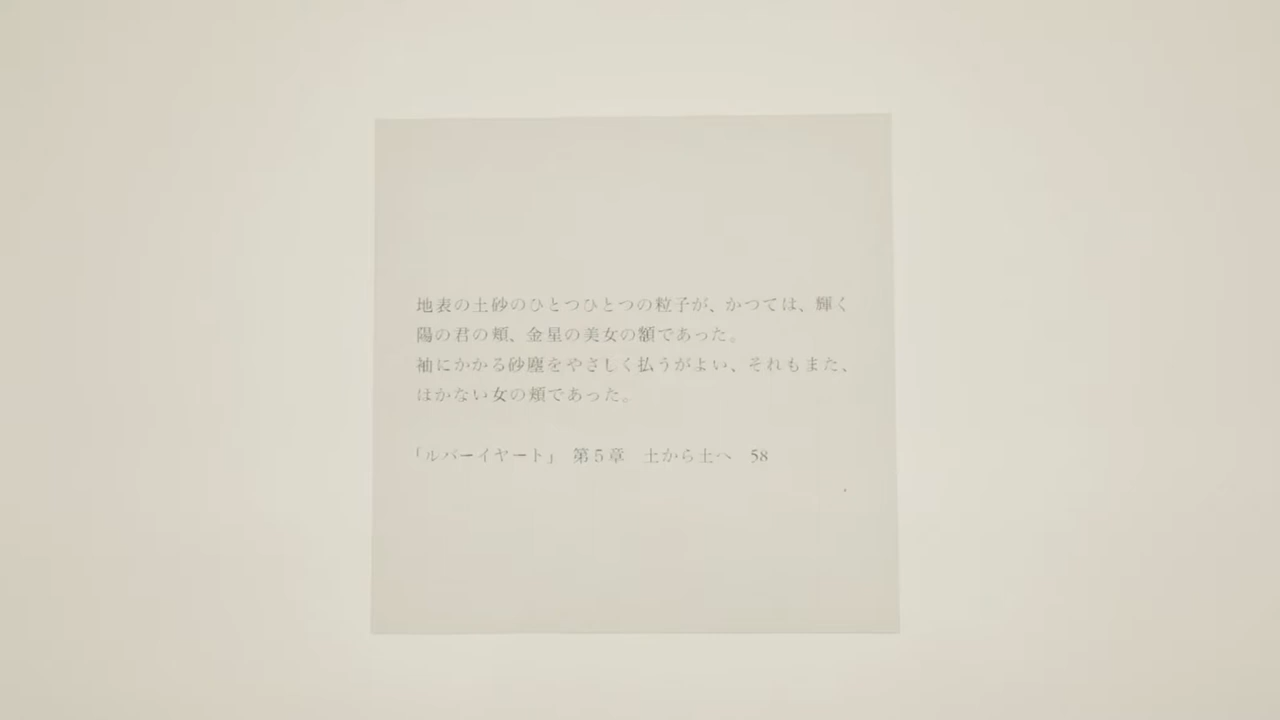 地表の土砂のひとつひとつの粒子が、かつては、輝く
陽の君の頬、金星の美女の額であった。
袖にかかる砂塵をやさしく払うがよい、それもまた、
はかない女の頬であった。
「ルバーイヤート」 第５章　土から土へ　58